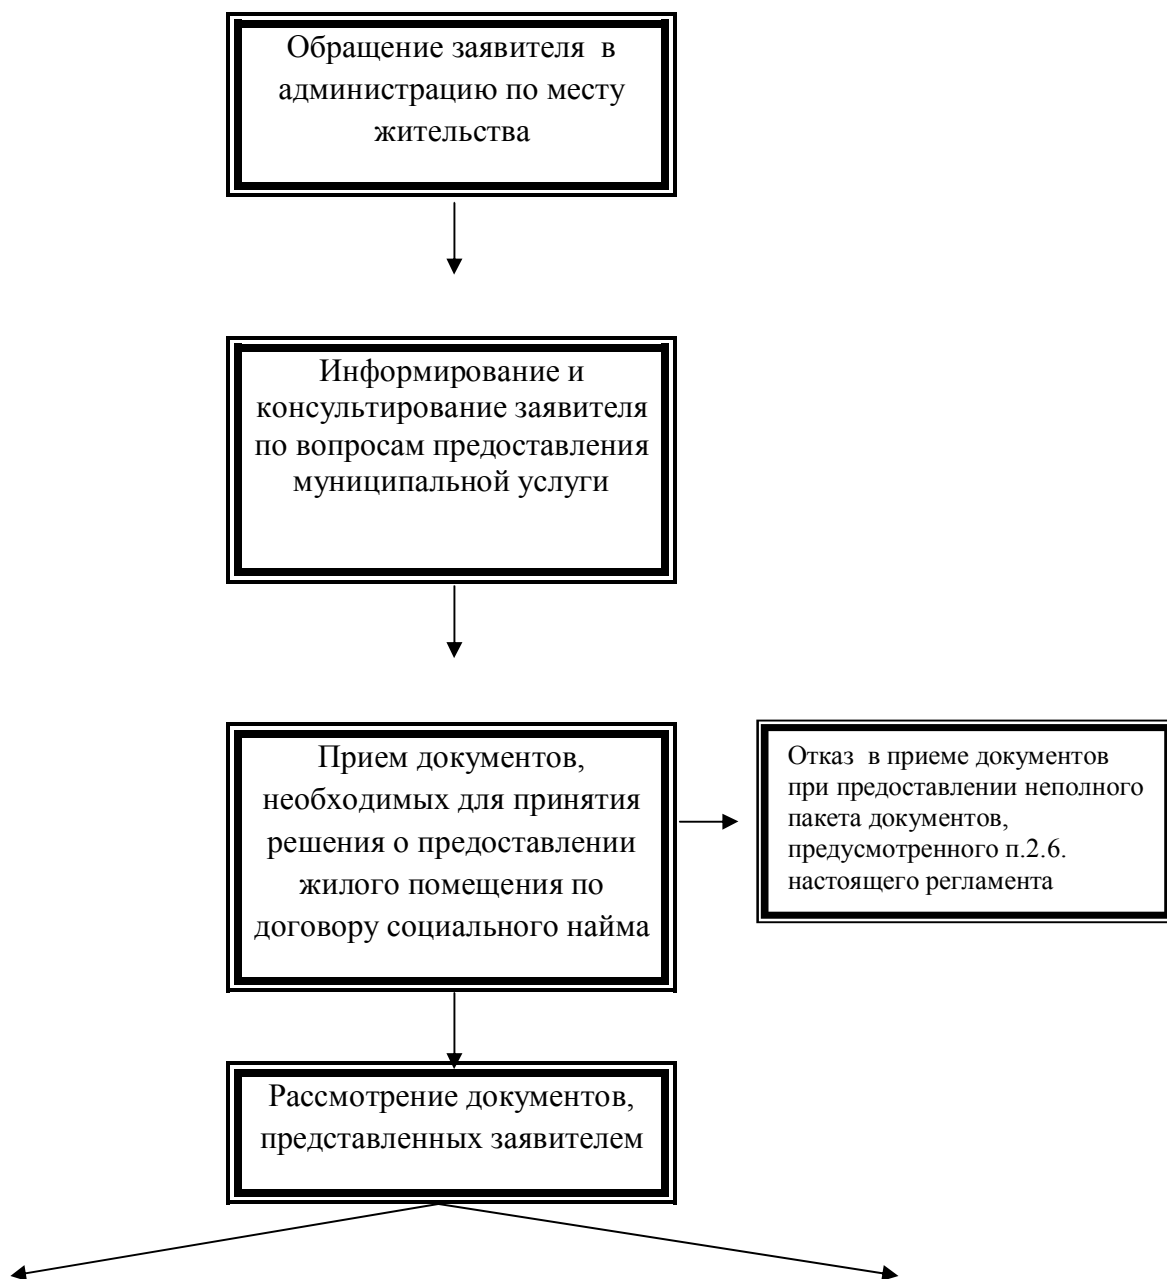 Обращение заявителя  в
администрацию по месту
жительства
Информирование и
консультирование заявителя
по вопросам предоставления
муниципальной услуги
Прием документов,
необходимых для принятия
решения о предоставлении
жилого помещения по
договору социального найма
Отказ  в приеме документов
при предоставлении неполного
пакета документов,
предусмотренного п.2.6.
настоящего регламента
Рассмотрение документов,
представленных заявителем